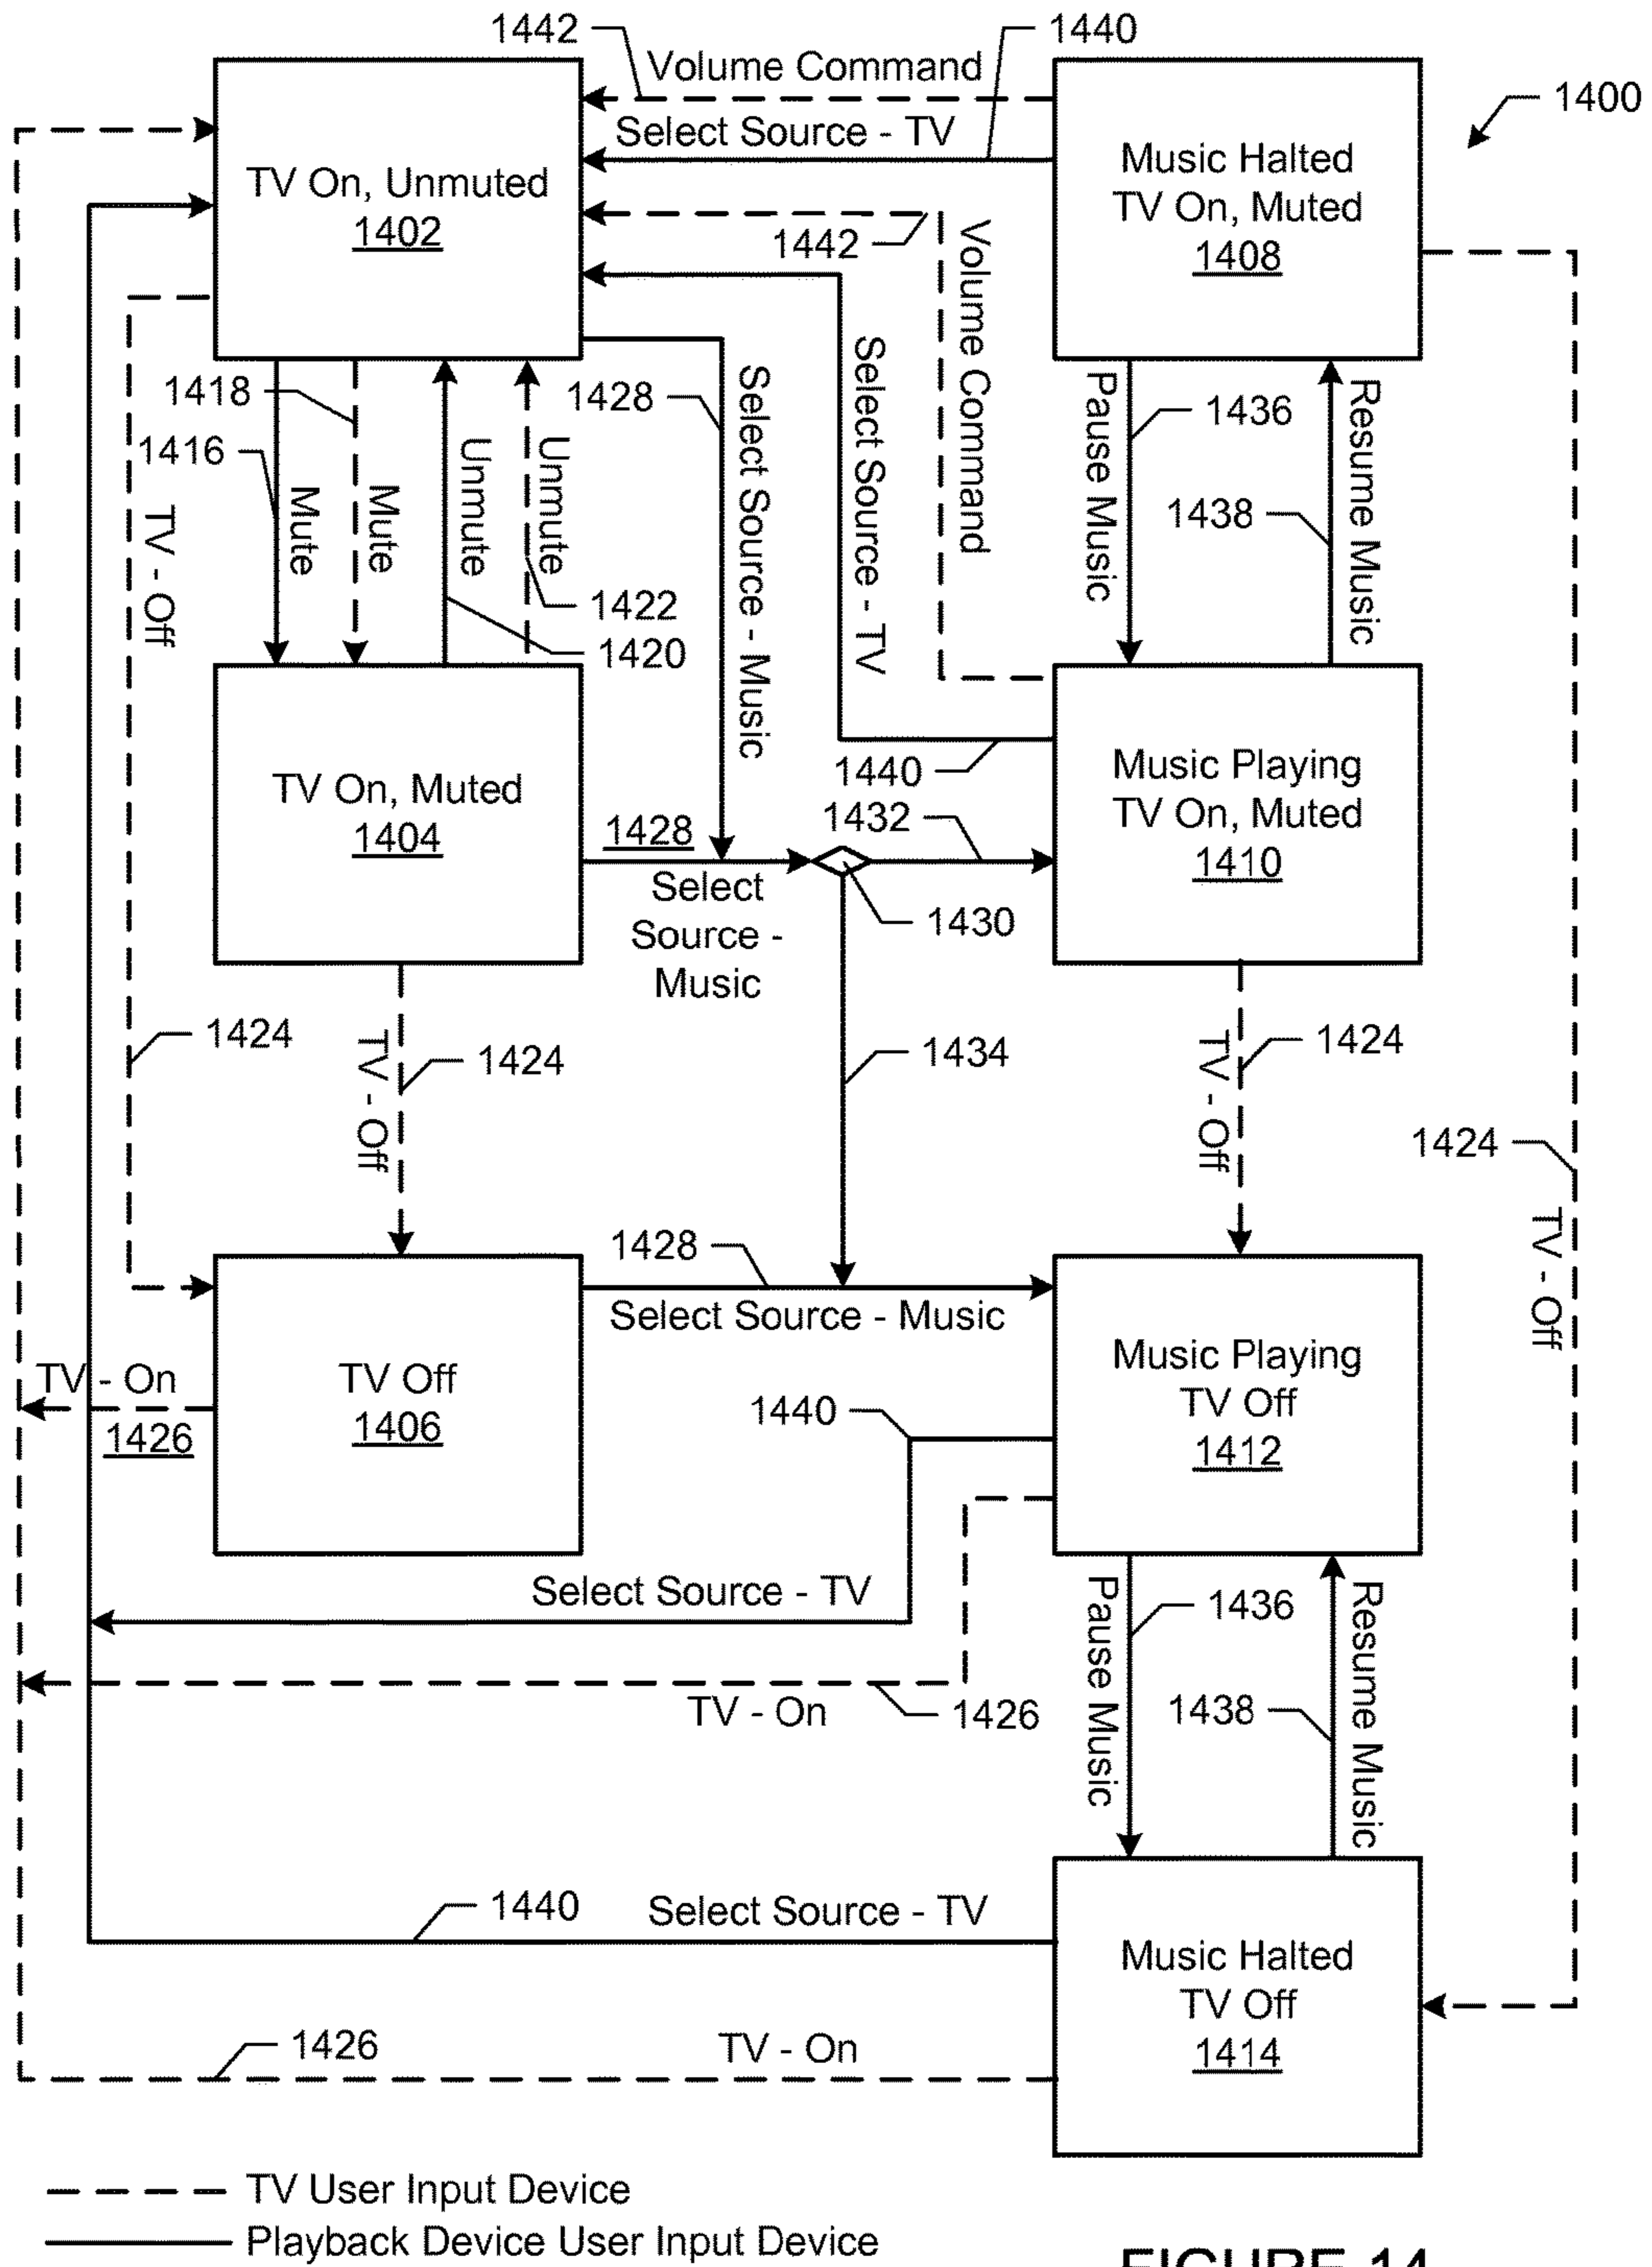 1442
1440
Volume Command
1400
Select Source - TV
TV On, Unmuted
1402
Music Halted
TV On, Muted
1408
1442
Volume Command
Select Source - TV
1418
1416
Mute
Mute
Unmute
Unmute
1422
1420
1428
Select Source - Music
TV - Off
Pause Music
1436
1438
Resume Music
TV On, Muted
1404
1440
1432
Music Playing
TV On, Muted
1410
1428
Select
Source -
Music
1430
1424
TV - Off
1424
1434
TV - Off
1424
1424
TV - Off
1428
Select Source - Music
TV - On
1426
TV Off
1406
1440
Music Playing
TV Off
1412
Select Source - TV
TV - On
1426
Pause Music
1436
1438
Resume Music
1440
Select Source - TV
Music Halted
TV Off
1414
1426
TV - On
TV User Input Device
Playback Device User Input Device
FIGURE 14